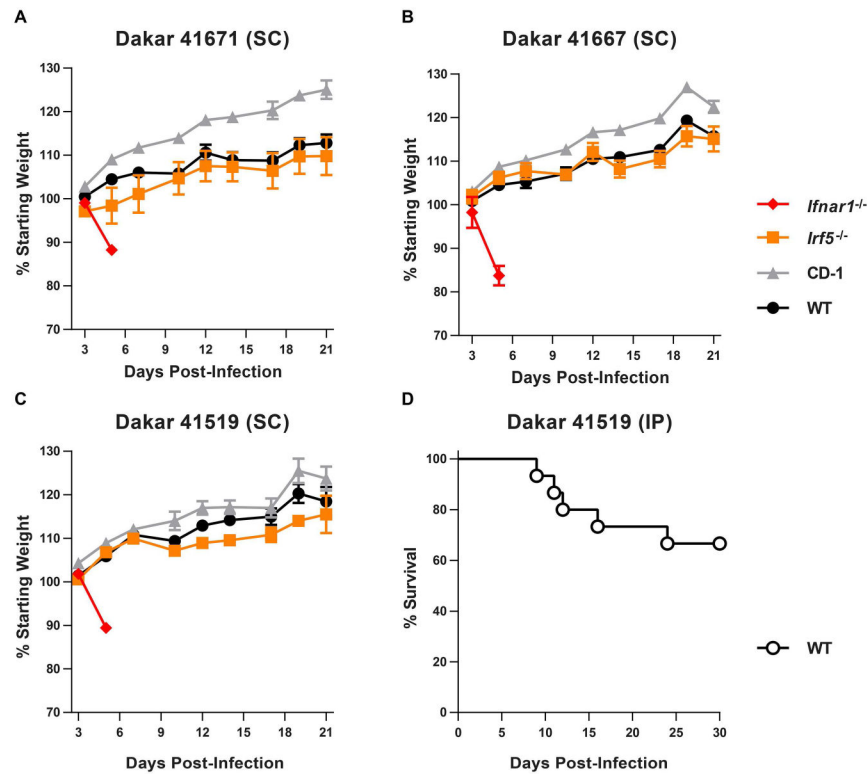 A
Dakar 41671 (SC)
% Starting Weight
130
120
110
100
90
80
70
3 6 9 12 15 18 21
Days Post-Infection
B
Dakar 41667 (SC)
% Starting Weight
130
120
110
100
90
80
70
3 6 9 12 15 18 21
Days Post-Infection
Ifnar1-/-
Irf5-/-
CD-1
WT
C
Dakar 41519 (SC)
% Starting Weight
130
120
110
100
90
80
70
3 6 9 12 15 18 21
Days Post-Infection
D
Dakar 41519 (IP)
% Survival
100
80
60
40
20
0
0 5 10 15 20 25 30
Days Post-Infection
WT